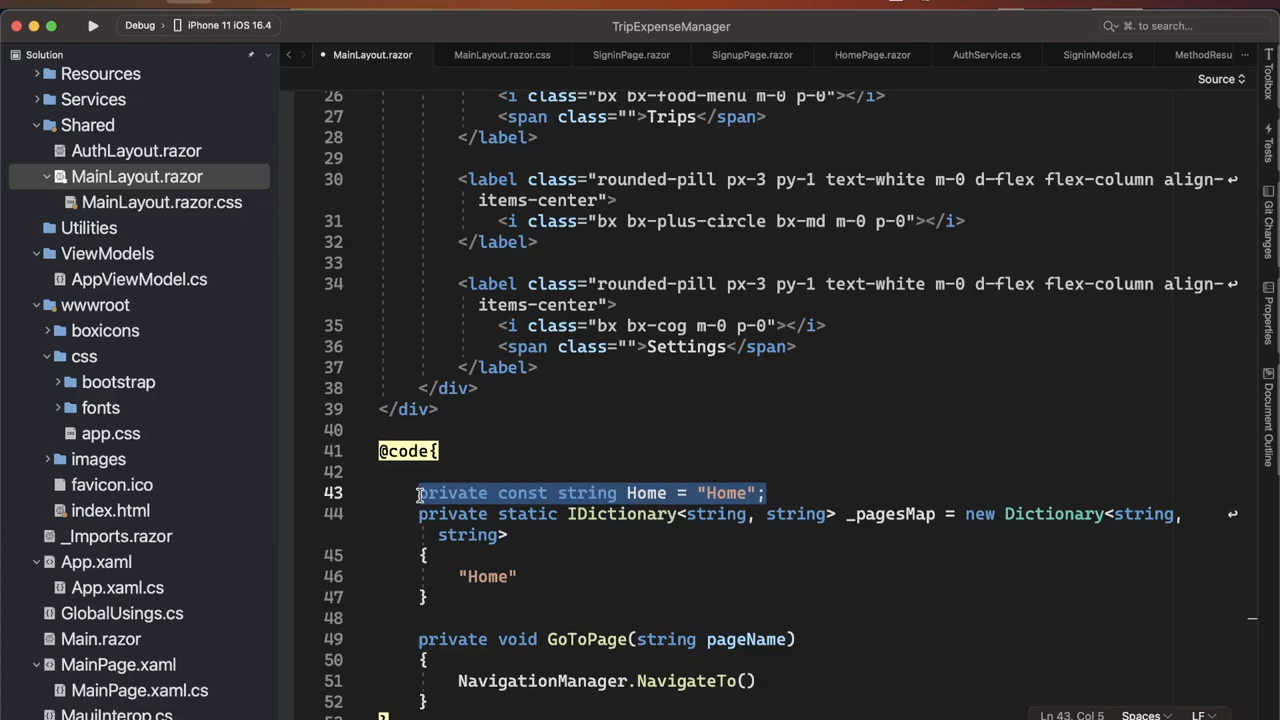 Debug
iPhone 11 iOS 16.4
TripExpenseManager
⌘. to search...
Solution
Resources
Services
Shared
AuthLayout.razor
MainLayout.razor
MainLayout.razor.css
Utilities
ViewModels
AppViewModel.cs
wwwroot
boxicons
css
bootstrap
fonts
app.css
images
favicon.ico
index.html
_Imports.razor
App.xaml
App.xaml.cs
GlobalUsings.cs
Main.razor
MainPage.xaml
MainPage.xaml.cs
MauiInterop.cs
MainLayout.razor
MainLayout.razor.css
SigninPage.razor
SignupPage.razor
HomePage.razor
AuthService.cs
SigninModel.cs
MethodResu
Source
26 <i class="bx bx-food-menu m-0 p-0"></i>
27 <span class="">Trips</span>
28 </label>
29
30 <label class="rounded-pill px-3 py-1 text-white m-0 d-flex flex-column align-
items-center">
31 <i class="bx bx-plus-circle bx-md m-0 p-0"></i>
32 </label>
33
34 <label class="rounded-pill px-3 py-1 text-white m-0 d-flex flex-column align-
items-center">
35 <i class="bx bx-cog m-0 p-0"></i>
36 <span class="">Settings</span>
37 </label>
38 </div>
39 </div>
40
41 @code{
42
43 private const string Home = "Home";
44 private static IDictionary<string, string> _pagesMap = new Dictionary<string,
string>
45 {
46 "Home"
47 }
48
49 private void GoToPage(string pageName)
50 {
51 NavigationManager.NavigateTo()
52 }
Toolbox
Tests
Git Changes
Properties
Document Outline
Ln 43, Col 5
Spaces
LF